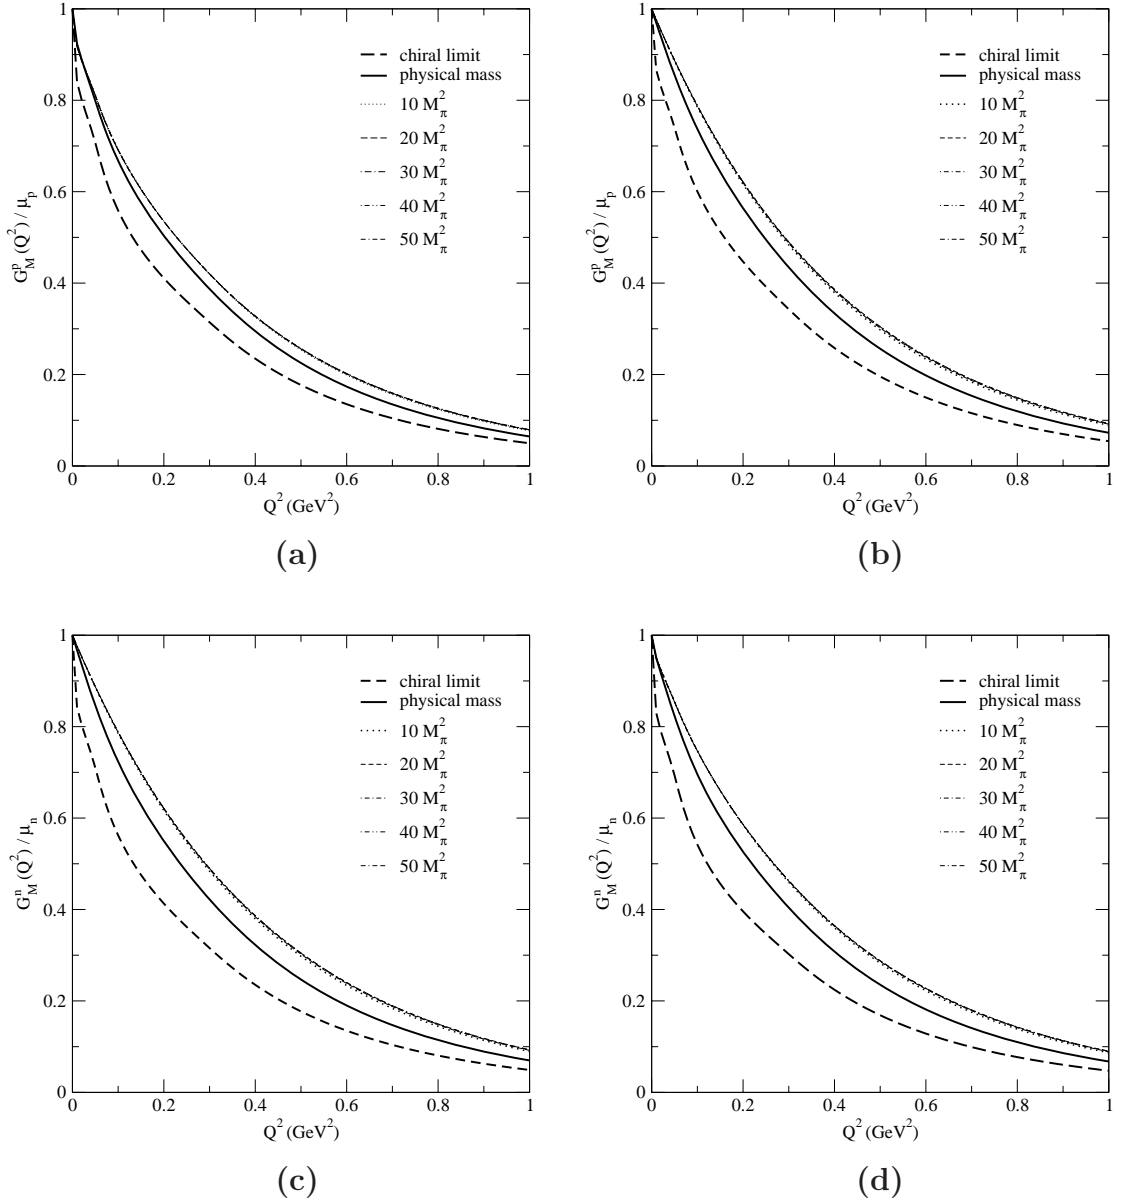 1
0.8
0.6
0.4
0.2
0
G_M^p (Q^2) / μ_p
chiral limit
physical mass
10 M_π^2
20 M_π^2
30 M_π^2
40 M_π^2
50 M_π^2
0 0.2 0.4 0.6 0.8 1
Q^2 (GeV^2)
(a)
1
0.8
0.6
0.4
0.2
0
G_M^p (Q^2) / μ_p
chiral limit
physical mass
10 M_π^2
20 M_π^2
30 M_π^2
40 M_π^2
50 M_π^2
0 0.2 0.4 0.6 0.8 1
Q^2 (GeV^2)
(b)
1
0.8
0.6
0.4
0.2
0
G_M^n (Q^2) / μ_n
chiral limit
physical mass
10 M_π^2
20 M_π^2
30 M_π^2
40 M_π^2
50 M_π^2
0 0.2 0.4 0.6 0.8 1
Q^2 (GeV^2)
(c)
1
0.8
0.6
0.4
0.2
0
G_M^n (Q^2) / μ_n
chiral limit
physical mass
10 M_π^2
20 M_π^2
30 M_π^2
40 M_π^2
50 M_π^2
0 0.2 0.4 0.6 0.8 1
Q^2 (GeV^2)
(d)